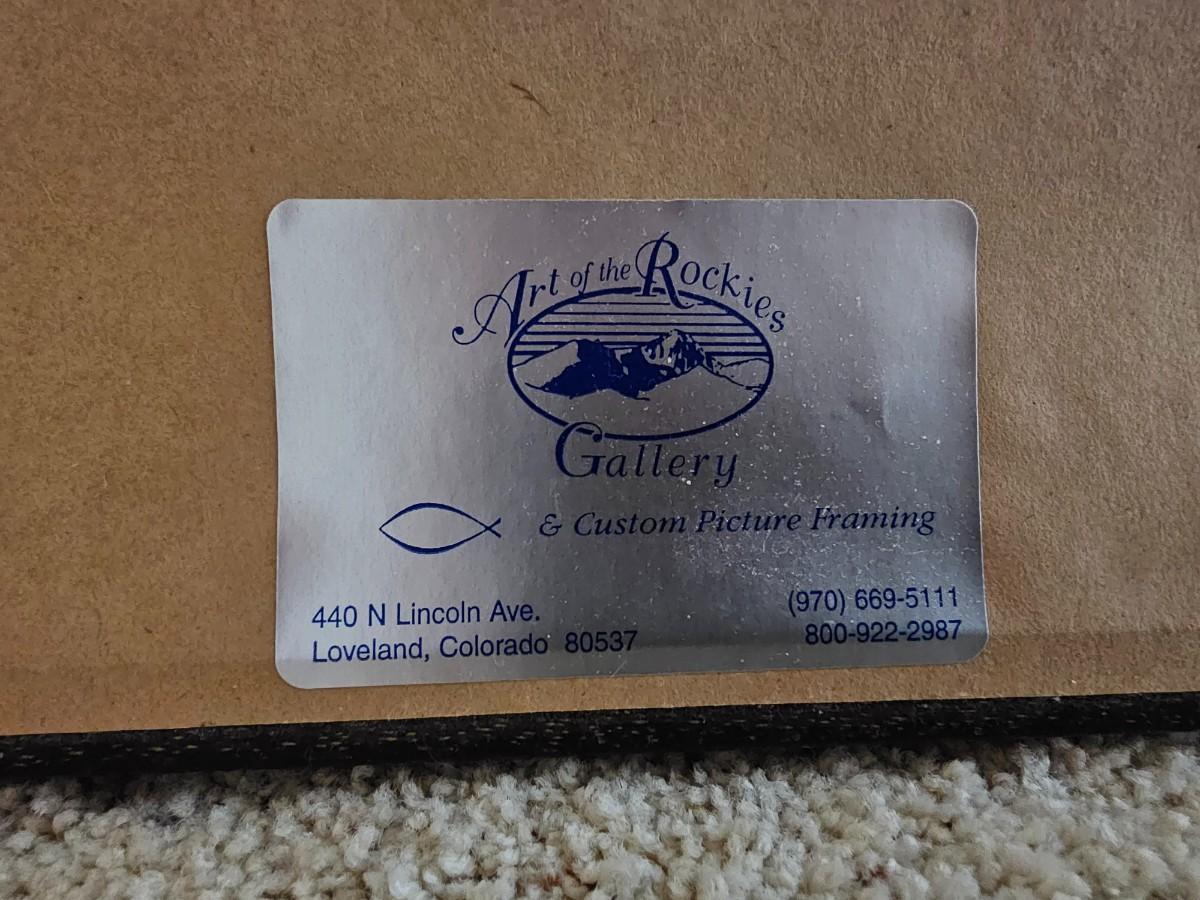 Art of the Rockies
Gallery
& Custom Picture Framing
440 N Lincoln Ave.
Loveland, Colorado 80537
(970) 669-5111
800-922-2987